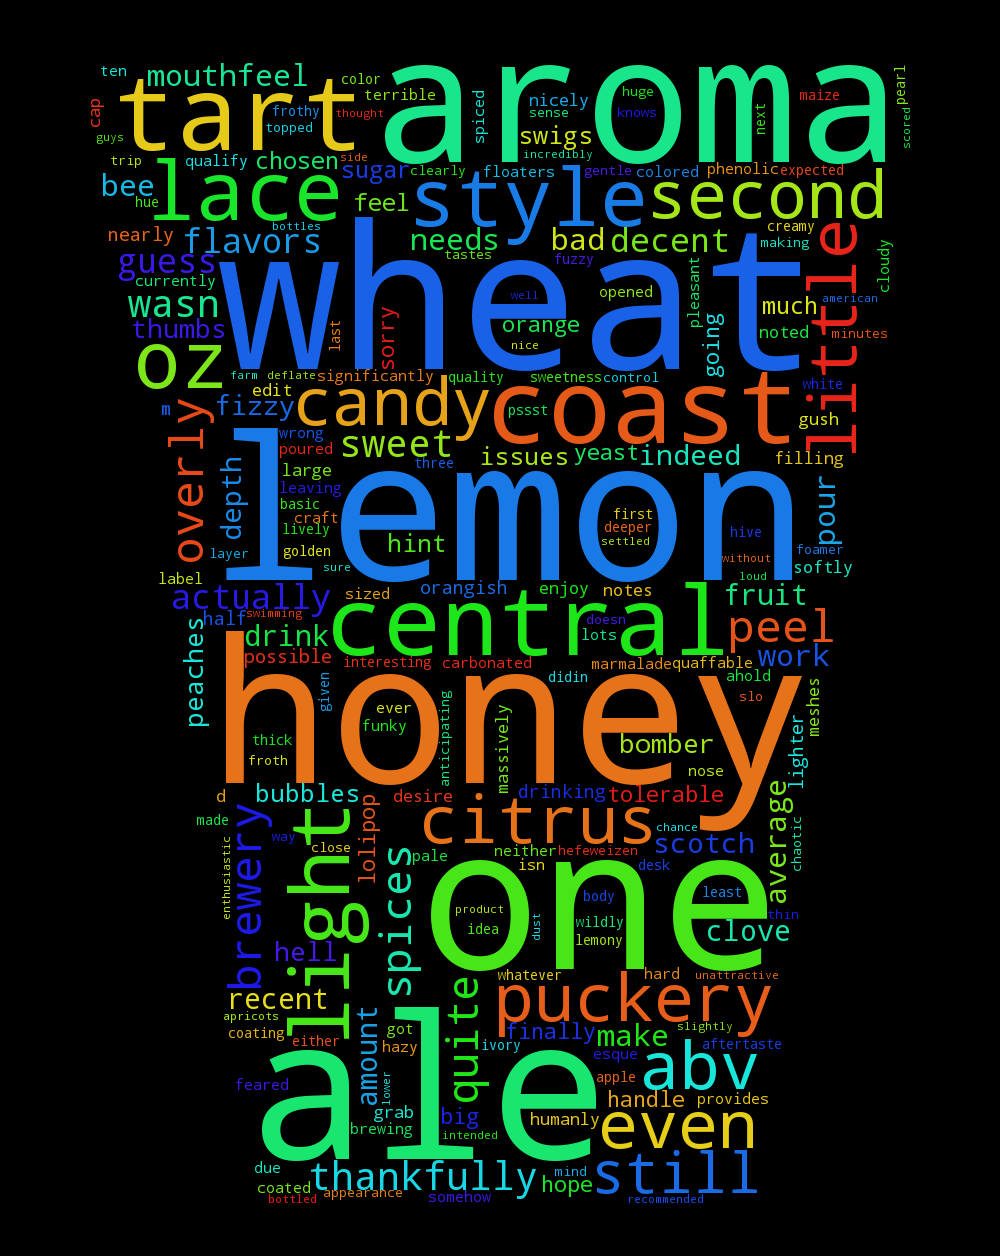 ten
mouthfeel
color
aroma
huge
maize
pearl
cap
tart
terrible
spiced
nicely
sense
knows
next
scored
frothy
thought
topped
swigs
guys
incredibly
trip
qualify
chosen
side
sugar
clearly
floaters
gentle
colored
phenolic
expected
bee
lace
style
second
hue
feel
nearly
flavors
bottles
needs
bad
decent
creamy
little
tastes
making
cloudy
guess
wheat
fuzzy
pleasant
currently
well
opened
american
wasn
sorry
much
thumbs
last
orange
going
noted
minutes
nice
oz
farm
deflate
significantly
quality
sweetness
control
white
edit
candy
coast
m
fizzy
pssst
gush
overly
wrong
sweet
issues
yeast
indeed
filling
poured
three
depth
large
lemon
pour
leaving
basic
craft
lively
first
deeper
hive
hint
settled
layer
golden
without
foamer
sure
softly
label
loud
actually
sized
orangish
enjoy
notes
fruit
half
swimming
central
doesn
peel
drink
lots
peaches
possible
interesting
carbonated
marmalade
quaffable
work
didin
ahold
given
honey
slo
meshes
ever
anticipating
massively
funky
thick
bomber
lighter
froth
nose
d
bubbles
desire
drinking
tolerable
average
made
brewery
light
lolipop
citrus
chance
chaotic
way
scotch
close
pale
neither
hefeweizen
enthusiastic
spices
isn
one
desk
body
least
product
thin
idea
dust
wildly
clove
hell
lemony
whatever
hard
unattractive
recent
quite
puckery
apricots
coating
amount
got
finally
make
slightly
either
hazy
ivory
aftertaste
ale
esque
abv
feared
lower
apple
grab
handle
provides
big
humanly
even
brewing
intended
due
thankfully
mind
still
coated
hope
bottled
appearance
somehow
recommended